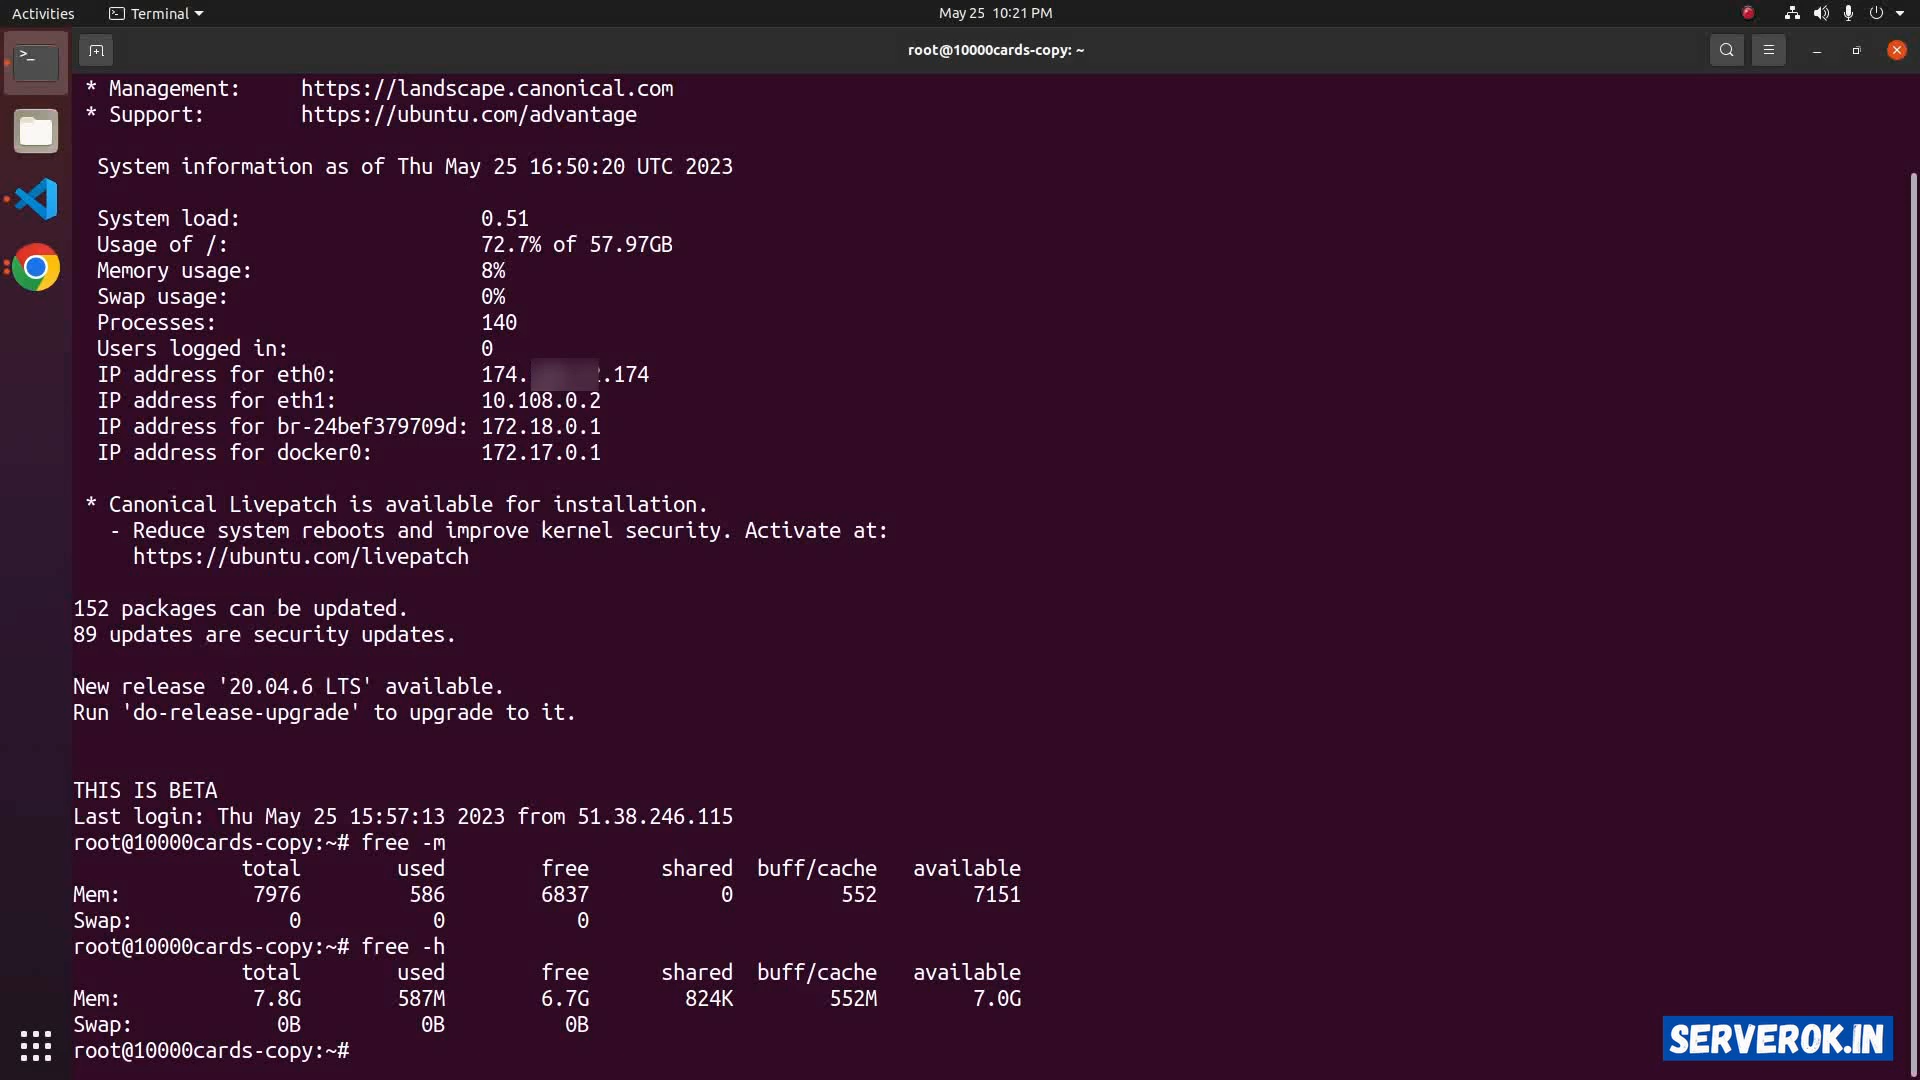 Activities Terminal May 25 10:21 PM
root@10000cards-copy: ~
* Management: https://landscape.canonical.com
* Support: https://ubuntu.com/advantage
System information as of Thu May 25 16:50:20 UTC 2023
System load: 0.51
Usage of /: 72.7% of 57.97GB
Memory usage: 8%
Swap usage: 0%
Processes: 140
Users logged in: 0
IP address for eth0: 174. .174
IP address for eth1: 10.108.0.2
IP address for br-24bef379709d: 172.18.0.1
IP address for docker0: 172.17.0.1
* Canonical Livepatch is available for installation.
- Reduce system reboots and improve kernel security. Activate at:
https://ubuntu.com/livepatch
152 packages can be updated.
89 updates are security updates.
New release '20.04.6 LTS' available.
Run 'do-release-upgrade' to upgrade to it.
THIS IS BETA
Last login: Thu May 25 15:57:13 2023 from 51.38.246.115
root@10000cards-copy:~# free -m
total used free shared buff/cache available
Mem: 7976 586 6837 0 552 7151
Swap: 0 0 0
root@10000cards-copy:~# free -h
total used free shared buff/cache available
Mem: 7.8G 587M 6.7G 824K 552M 7.0G
Swap: 0B 0B 0B
root@10000cards-copy:~#
SERVEROK.IN